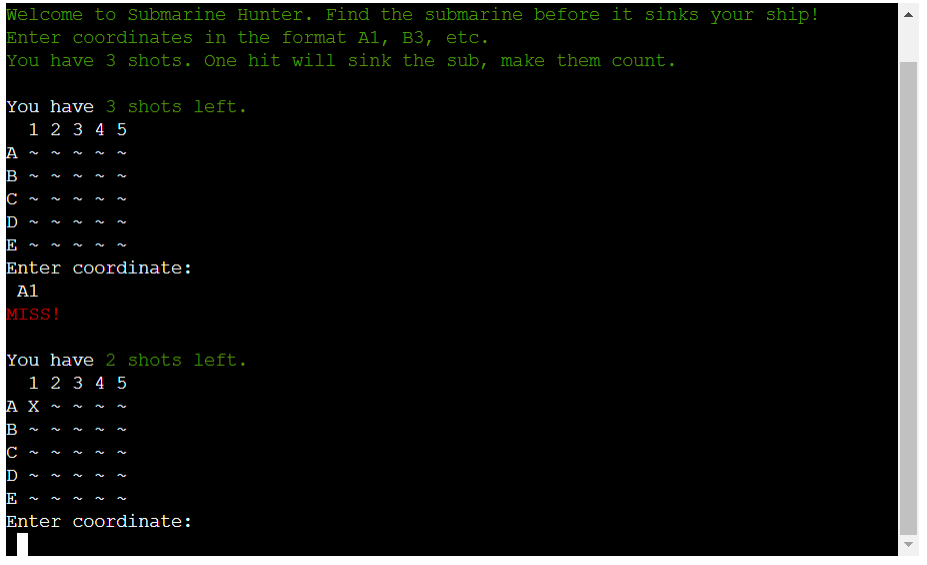 Welcome to Submarine Hunter. Find the submarine before it sinks your ship!
Enter coordinates in the format A1, B3, etc.
You have 3 shots. One hit will sink the sub, make them count.
You have 3 shots left.
1 2 3 4 5
A ~ ~ ~ ~ ~
B ~ ~ ~ ~ ~
C ~ ~ ~ ~ ~
D ~ ~ ~ ~ ~
E ~ ~ ~ ~ ~
Enter coordinate:
A1
MISS!
You have 2 shots left.
1 2 3 4 5
A X ~ ~ ~ ~
B ~ ~ ~ ~ ~
C ~ ~ ~ ~ ~
D ~ ~ ~ ~ ~
E ~ ~ ~ ~ ~
Enter coordinate: